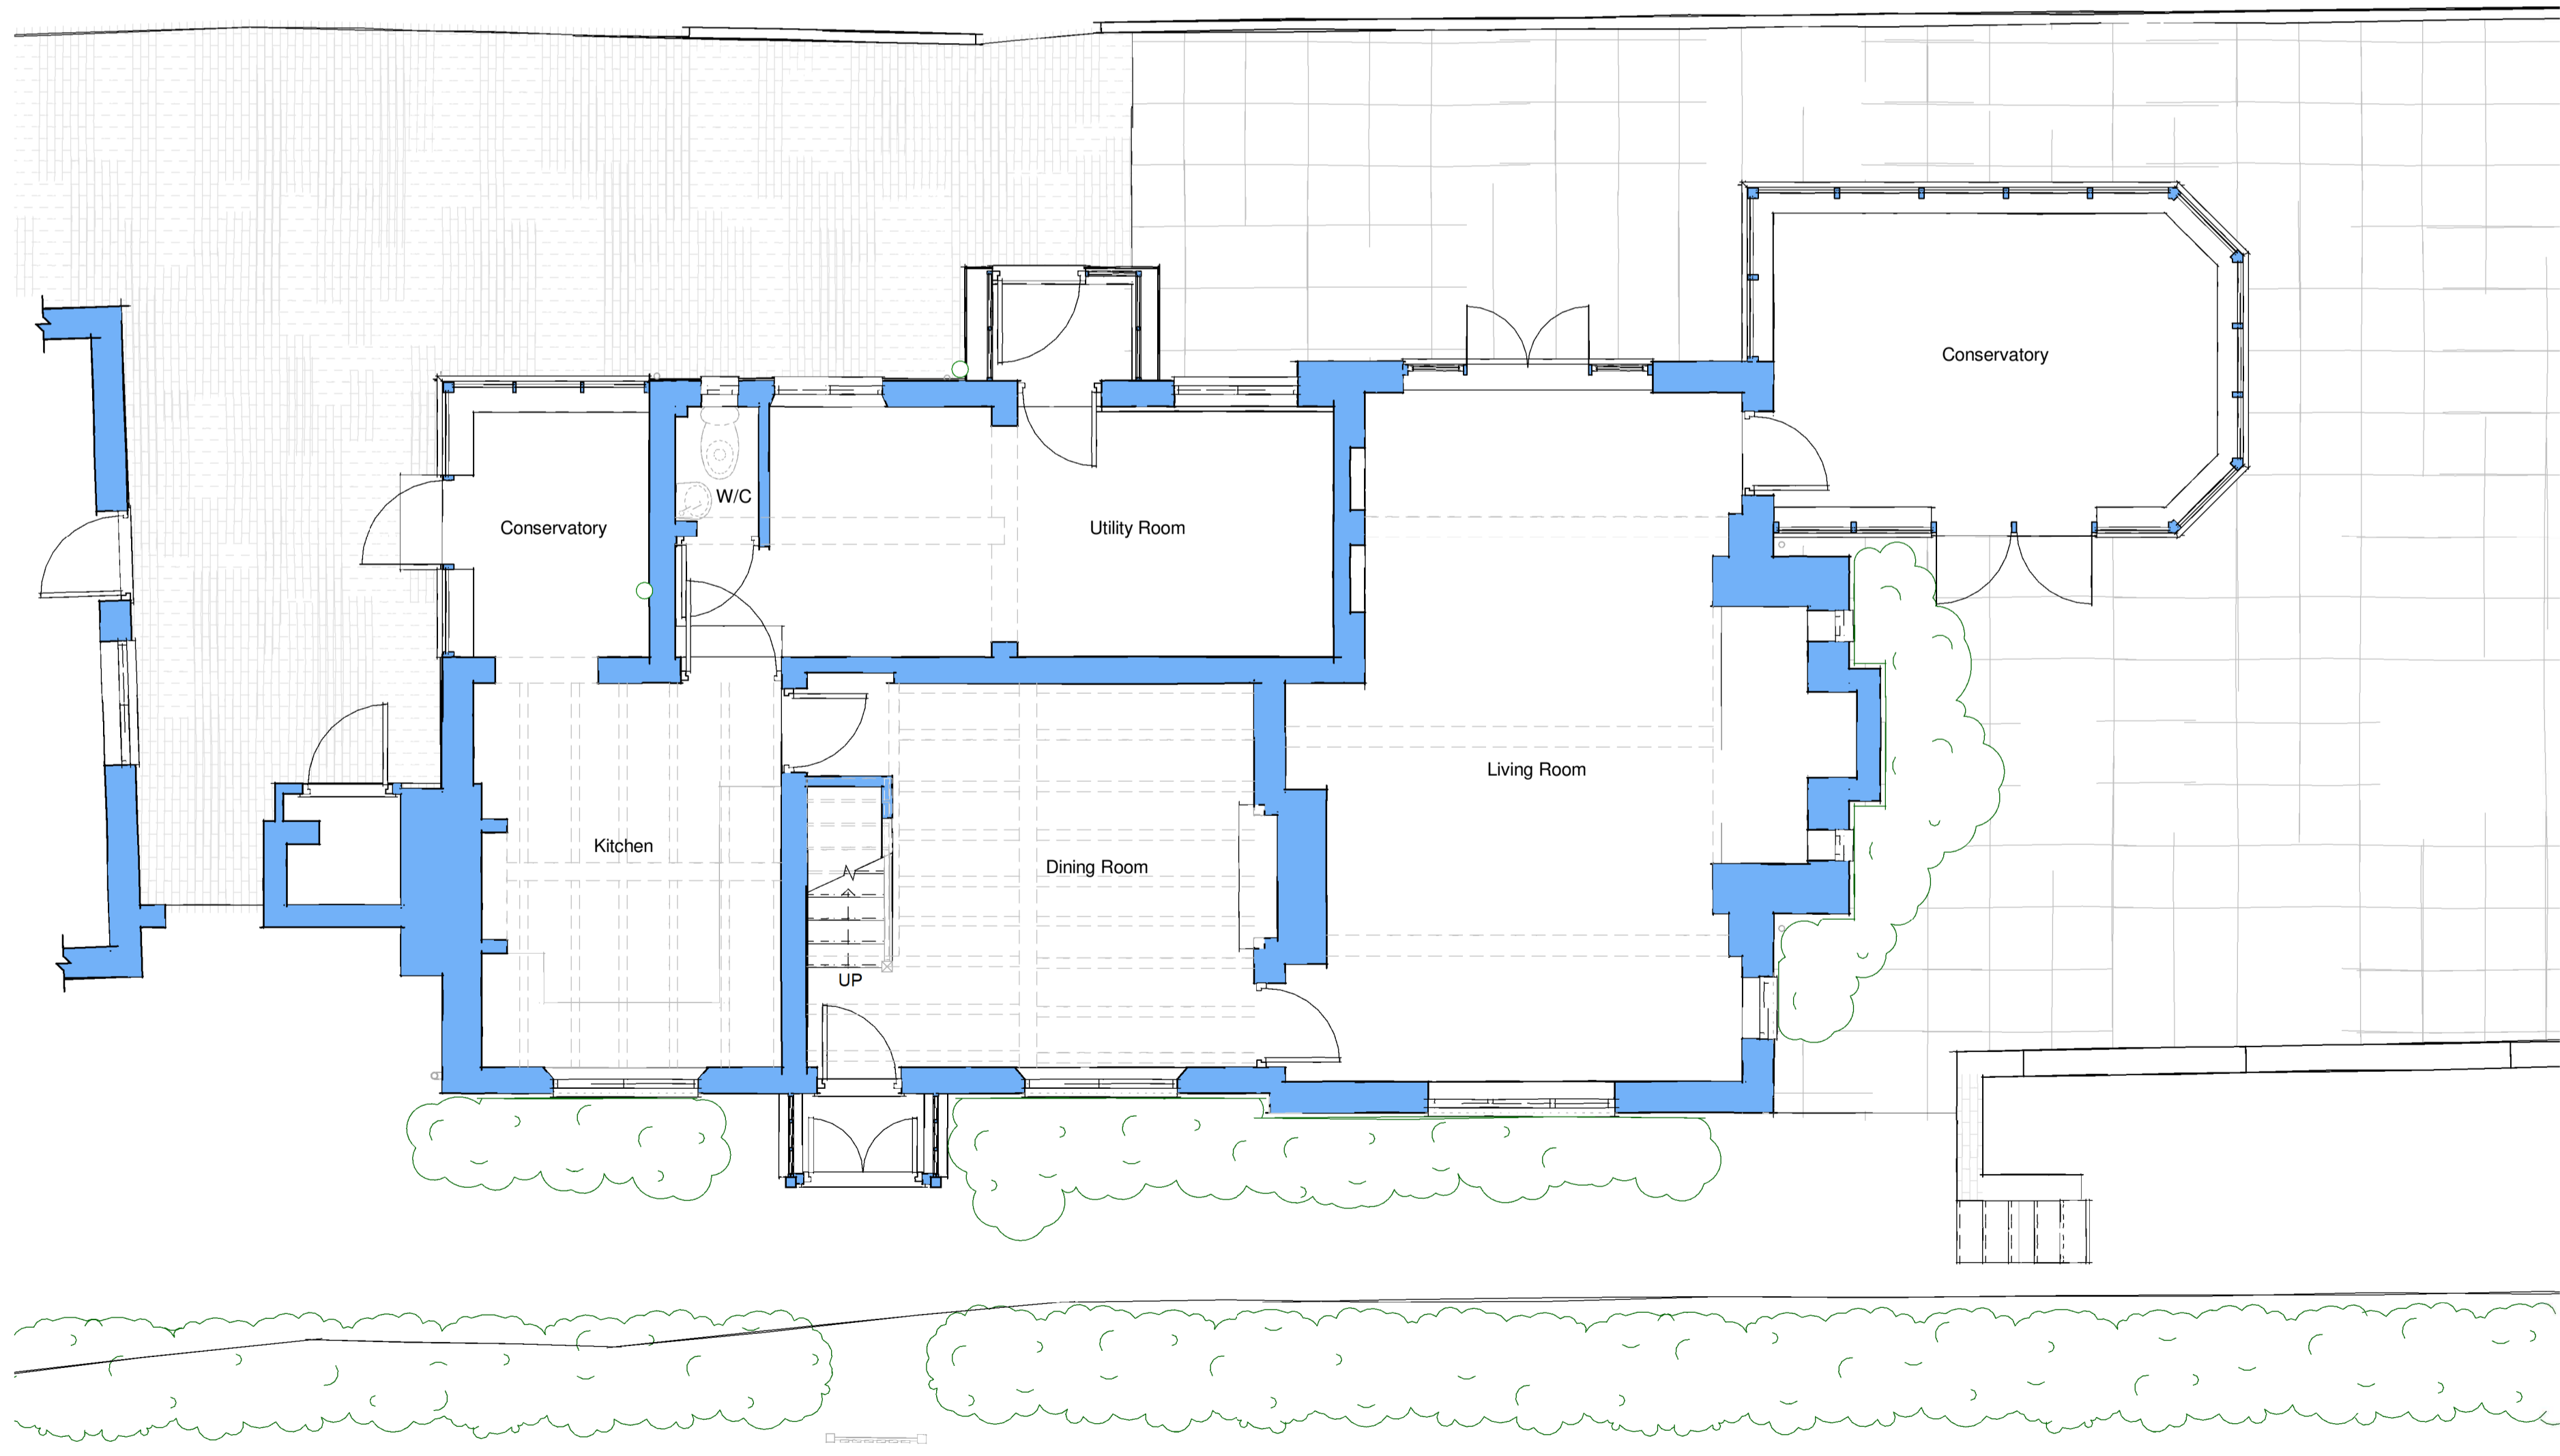 Conservatory
W/C
Conservatory
Utility Room
Living Room
Kitchen
Dining Room
UP